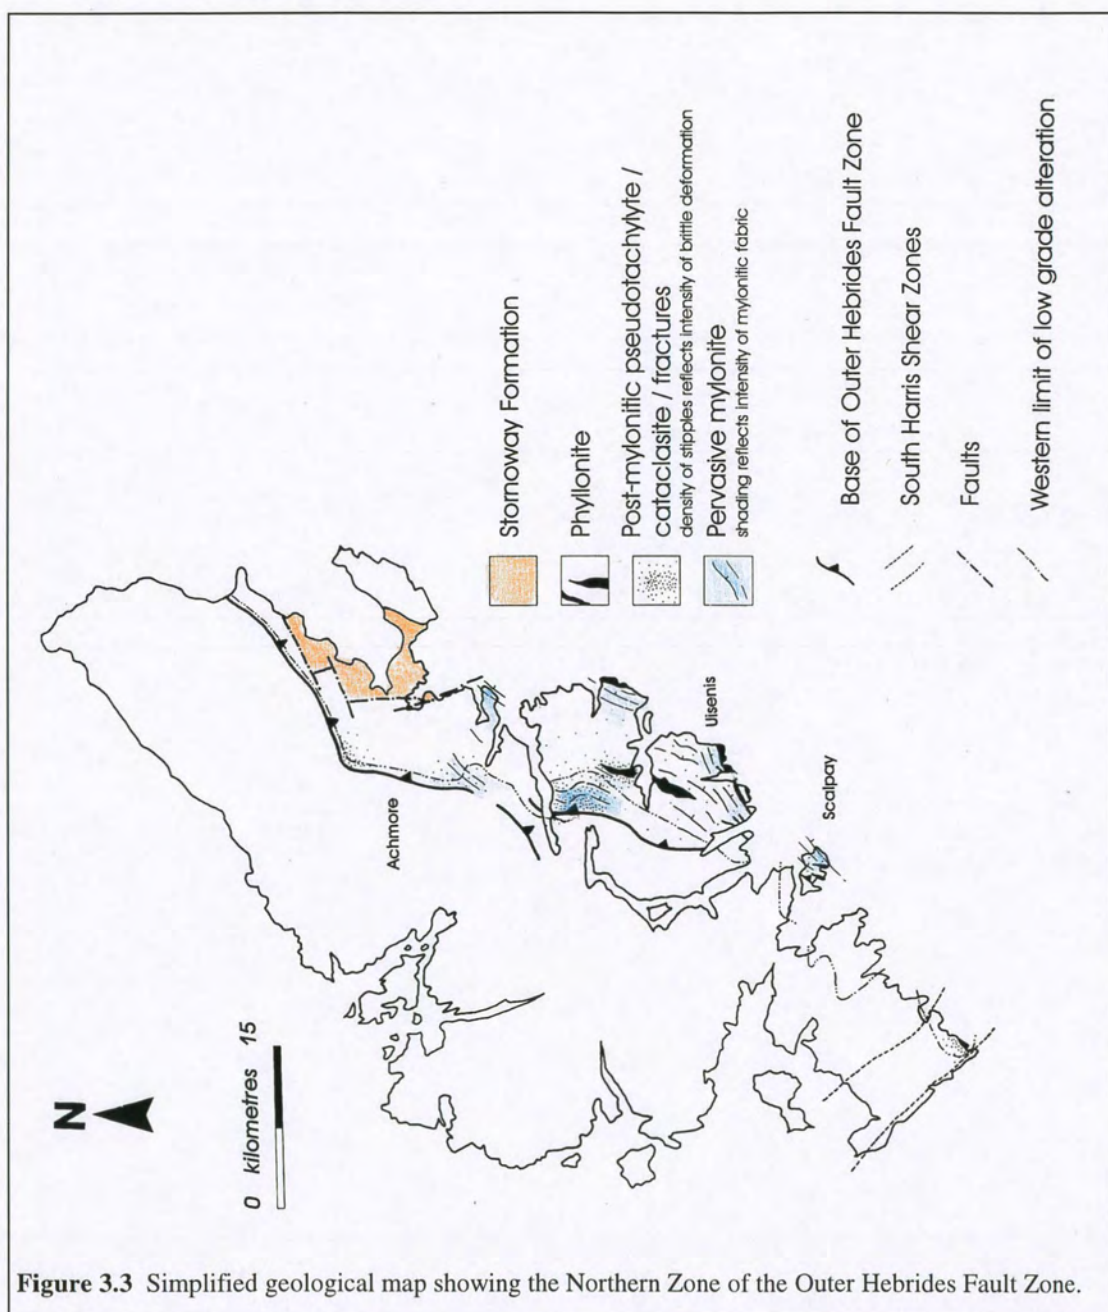 N
0 kilometres 15
Achmore
Uisenis
Scalpay
Stornoway Formation
Phyllonite
Post-mylonitic pseudotachylyte /
cataclasite / fractures
density of stipples reflects intensity of brittle deformation
Pervasive mylonite
shading reflects intensity of mylonitic fabric
Base of Outer Hebrides Fault Zone
South Harris Shear Zones
Faults
Western limit of low grade alteration
Figure 3.3 Simplified geological map showing the Northern Zone of the Outer Hebrides Fault Zone.